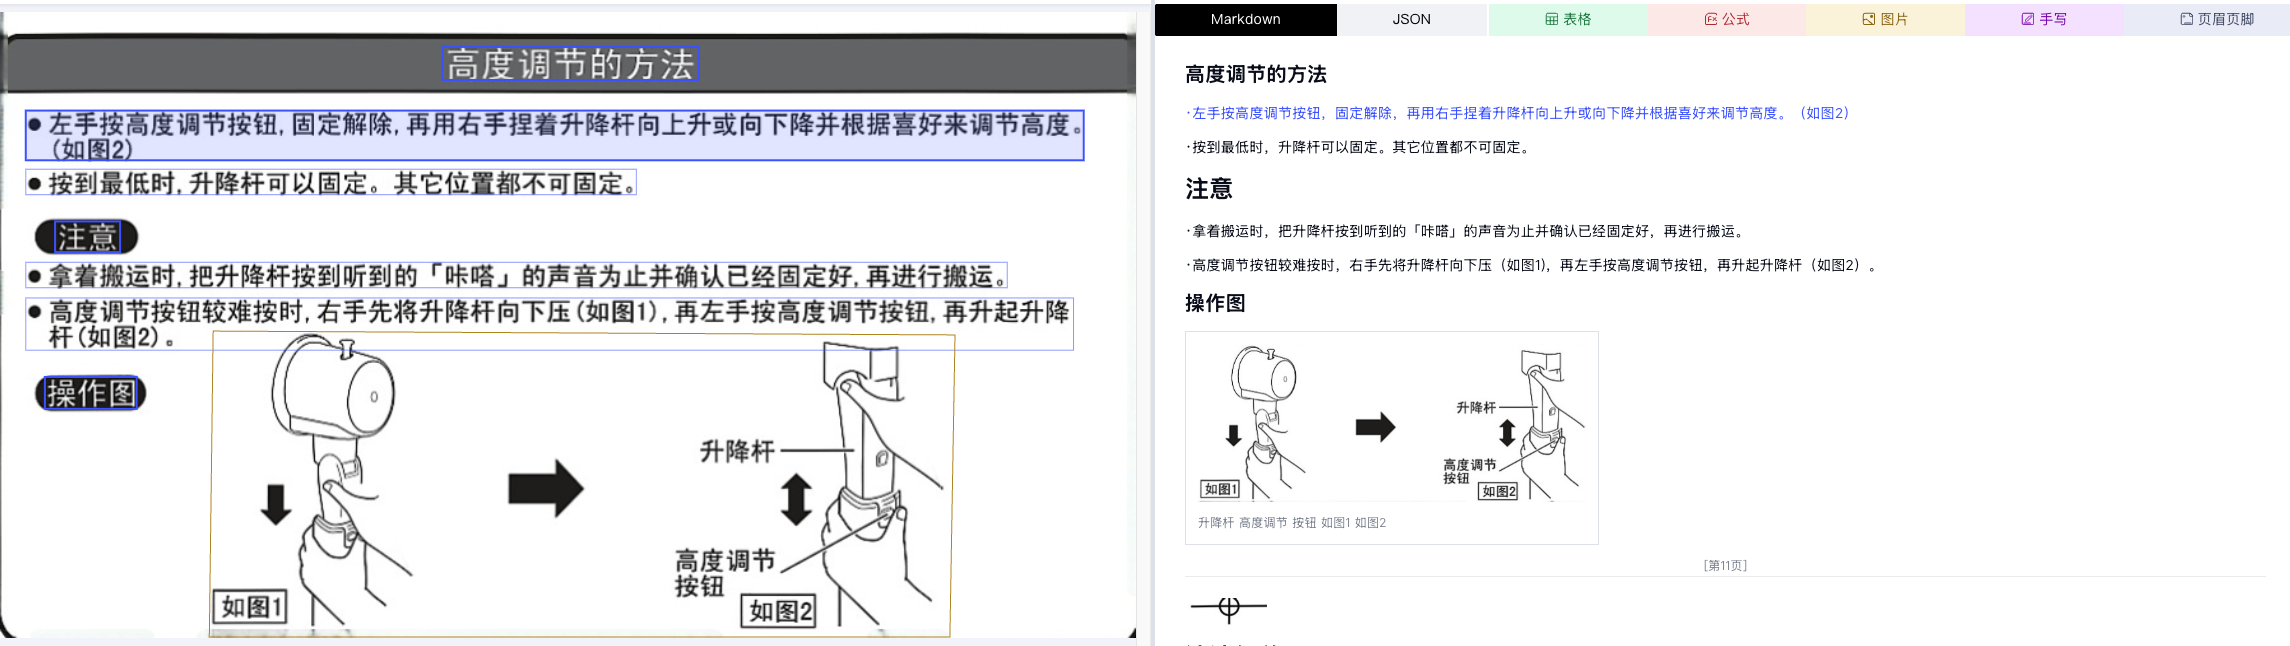 高度调节的方法
● 左手按高度调节按钮,固定解除,再用右手捏着升降杆向上升或向下降并根据喜好来调节高度。
(如图2)
● 按到最低时,升降杆可以固定。其它位置都不可固定。
注意
● 拿着搬运时,把升降杆按到听到的「咔嗒」的声音为止并确认已经固定好,再进行搬运。
● 高度调节按钮较难按时,右手先将升降杆向下压(如图1),再左手按高度调节按钮,再升起升降
杆(如图2)。
操作图
升降杆
高度调节
按钮
如图1
如图2
Markdown
JSON
表格
公式
图片
手写
页眉页脚
高度调节的方法
·左手按高度调节按钮，固定解除，再用右手捏着升降杆向上升或向下降并根据喜好来调节高度。（如图2）
·按到最低时，升降杆可以固定。其它位置都不可固定。
注意
·拿着搬运时，把升降杆按到听到的「咔嗒」的声音为止并确认已经固定好，再进行搬运。
·高度调节按钮较难按时，右手先将升降杆向下压（如图1)，再左手按高度调节按钮，再升起升降杆（如图2）。
操作图
升降杆
高度调节
按钮
如图1
如图2
升降杆 高度调节 按钮 如图1 如图2
[第11页]